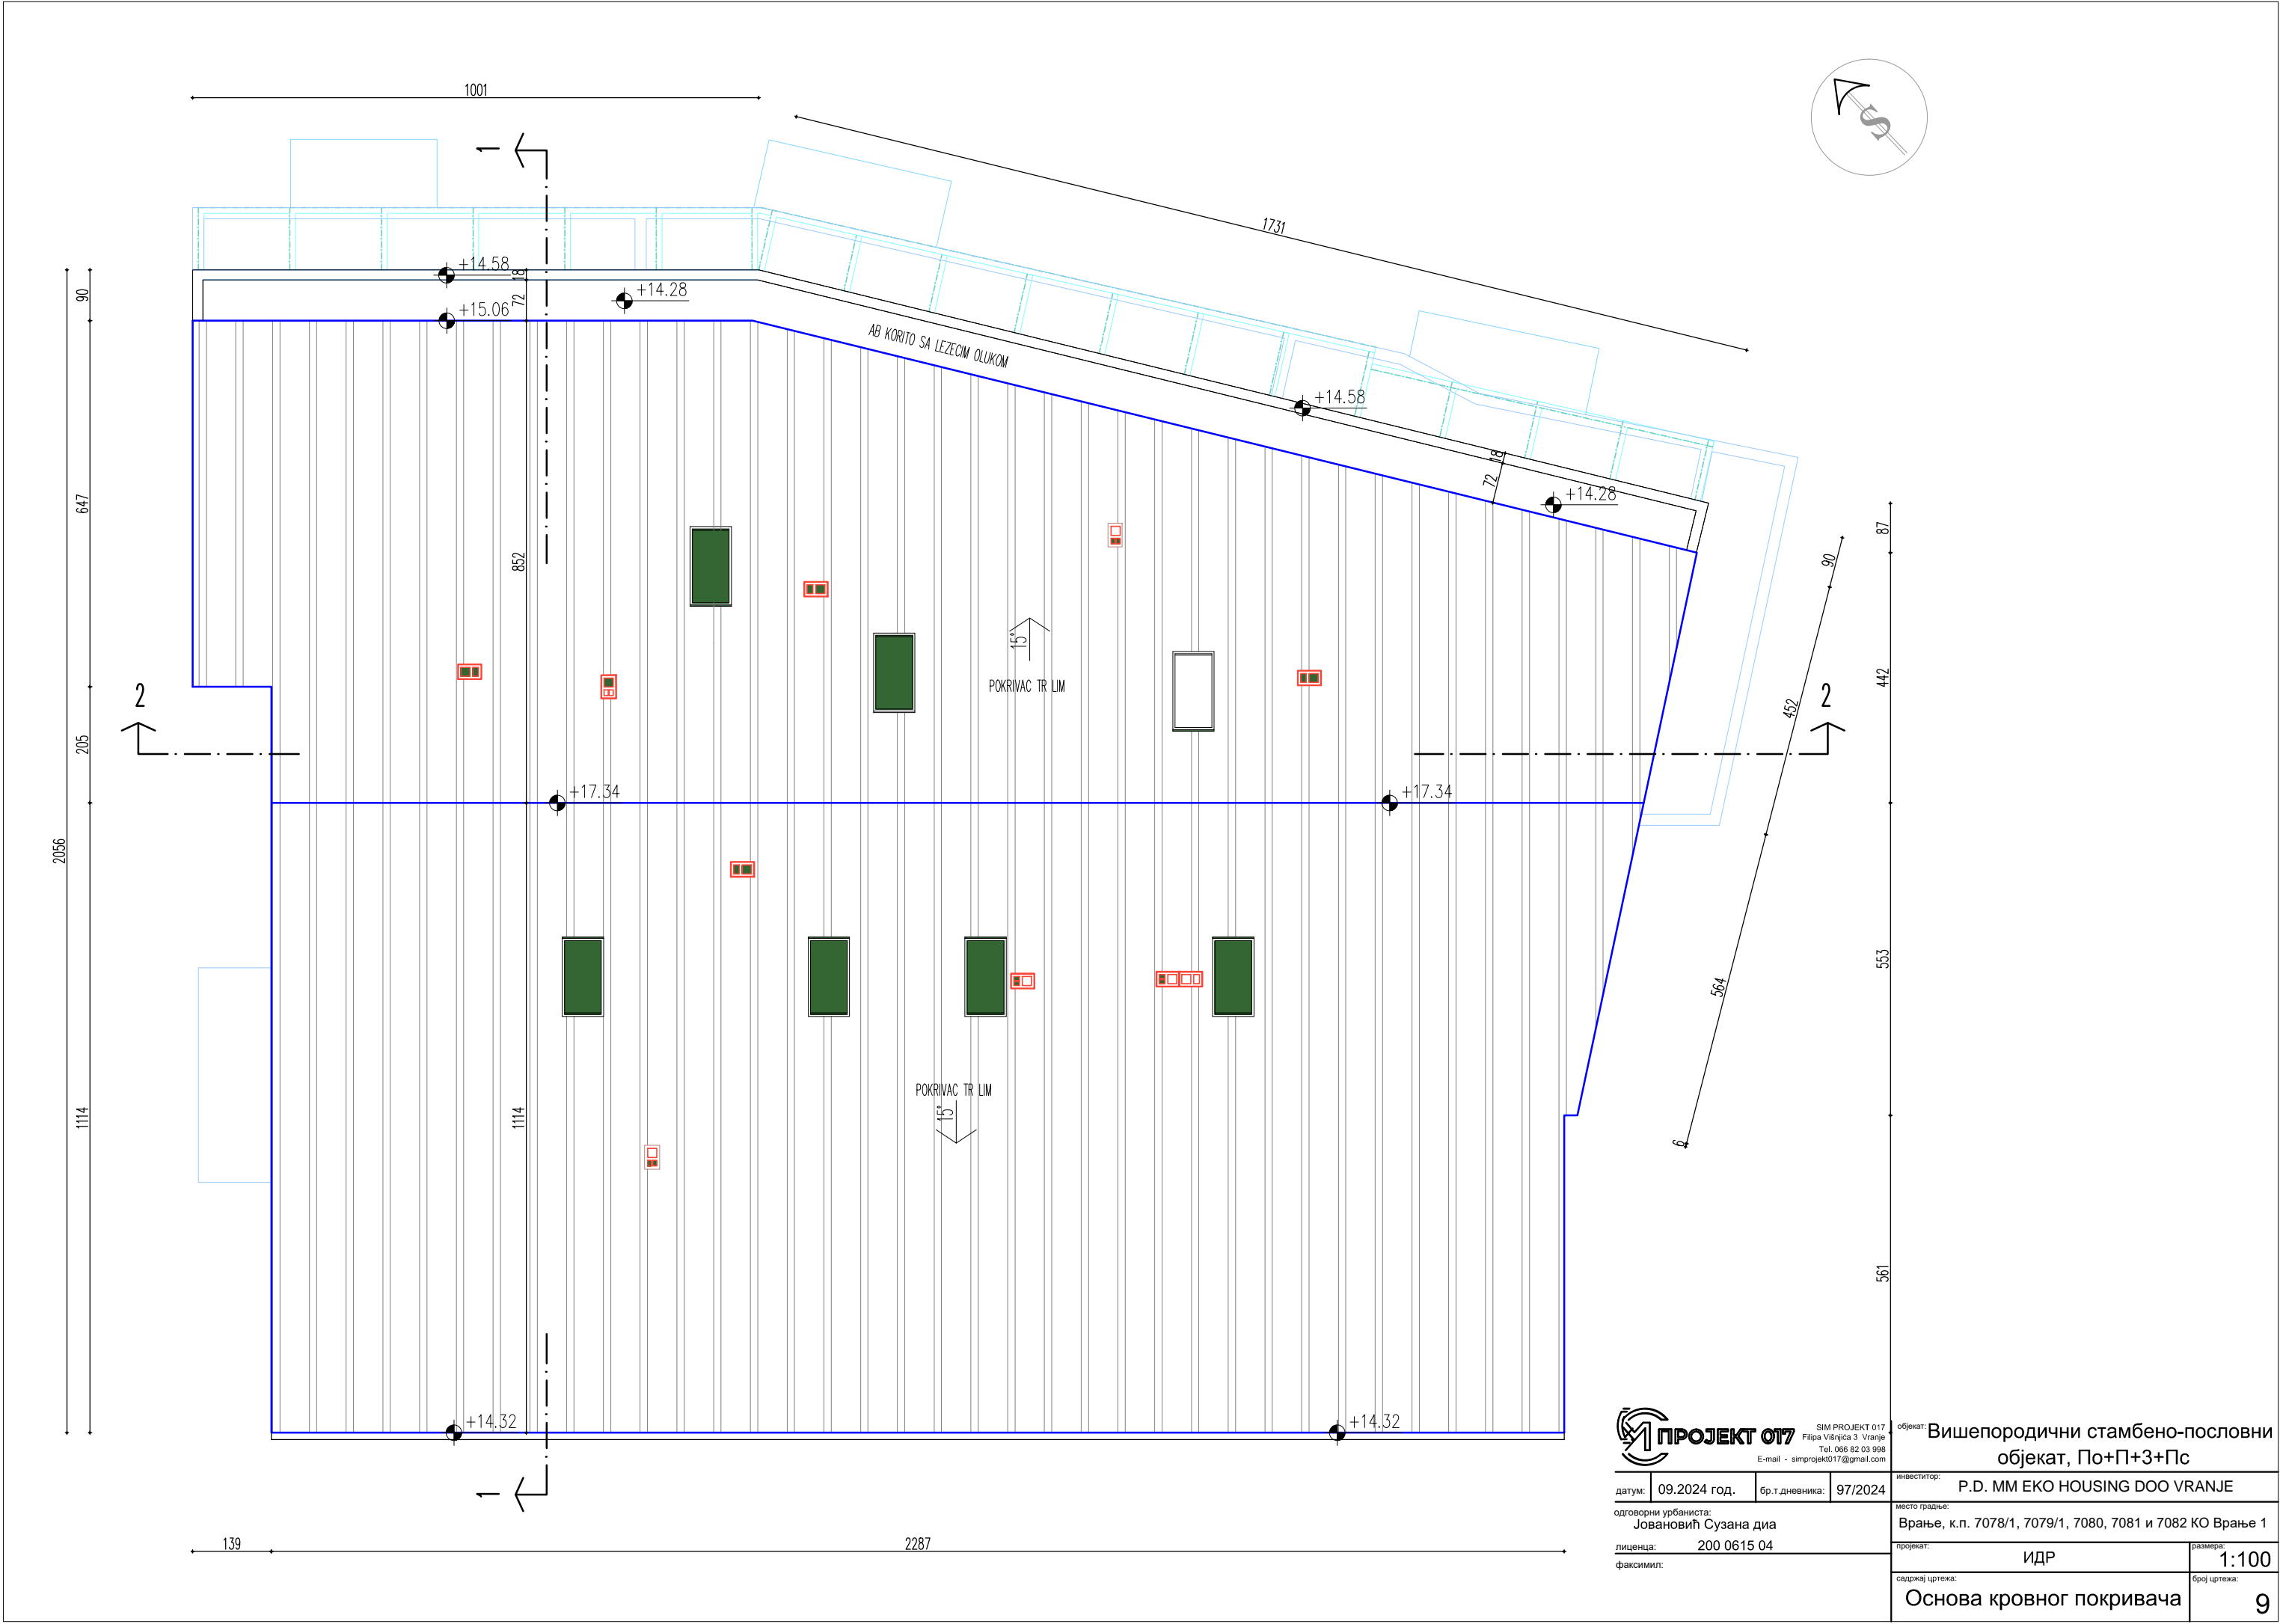 1001
1731
S
1
+14.58
18
+14.28
72
90
+15.06
AB KORITO SA LEZECIM OLUKOM
+14.58
18
72
+14.28
87
90
647
852
15°
POKRIVAC TR LIM
442
452
2
2
205
+17.34
+17.34
2056
553
564
1114
1114
POKRIVAC TR LIM
15°
6
561
+14.32
+14.32
1
139
2287
ПРОЈЕКТ 017
SIM PROJEKT 017
Filipa Višnjića 3 Vranje
Tel. 066 82 03 998
E-mail - simprojekt017@gmail.com
објекат: Вишепородични стамбено-пословни
објекат, По+П+3+Пс
датум: 09.2024 год. бр.т.дневника: 97/2024
инвеститор: P.D. MM EKO HOUSING DOO VRANJE
одговорни урбаниста:
Јовановић Сузана диа
место градње:
Врање, к.п. 7078/1, 7079/1, 7080, 7081 и 7082 КО Врање 1
лиценца: 200 0615 04
пројекат: ИДР
размера: 1:100
факсимил:
садржај цртежа:
Основа кровног покривача
број цртежа:
9